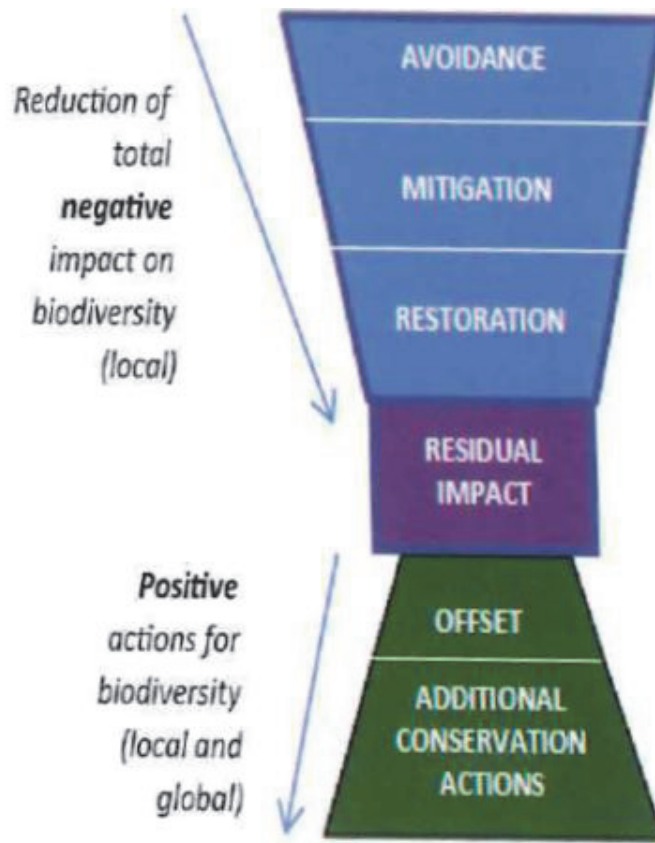 Reduction of
total
negative
impact on
biodiversity
(local)
AVOIDANCE
MITIGATION
RESTORATION
RESIDUAL
IMPACT
Positive
actions for
biodiversity
(local and
global)
OFFSET
ADDITIONAL
CONSERVATION
ACTIONS